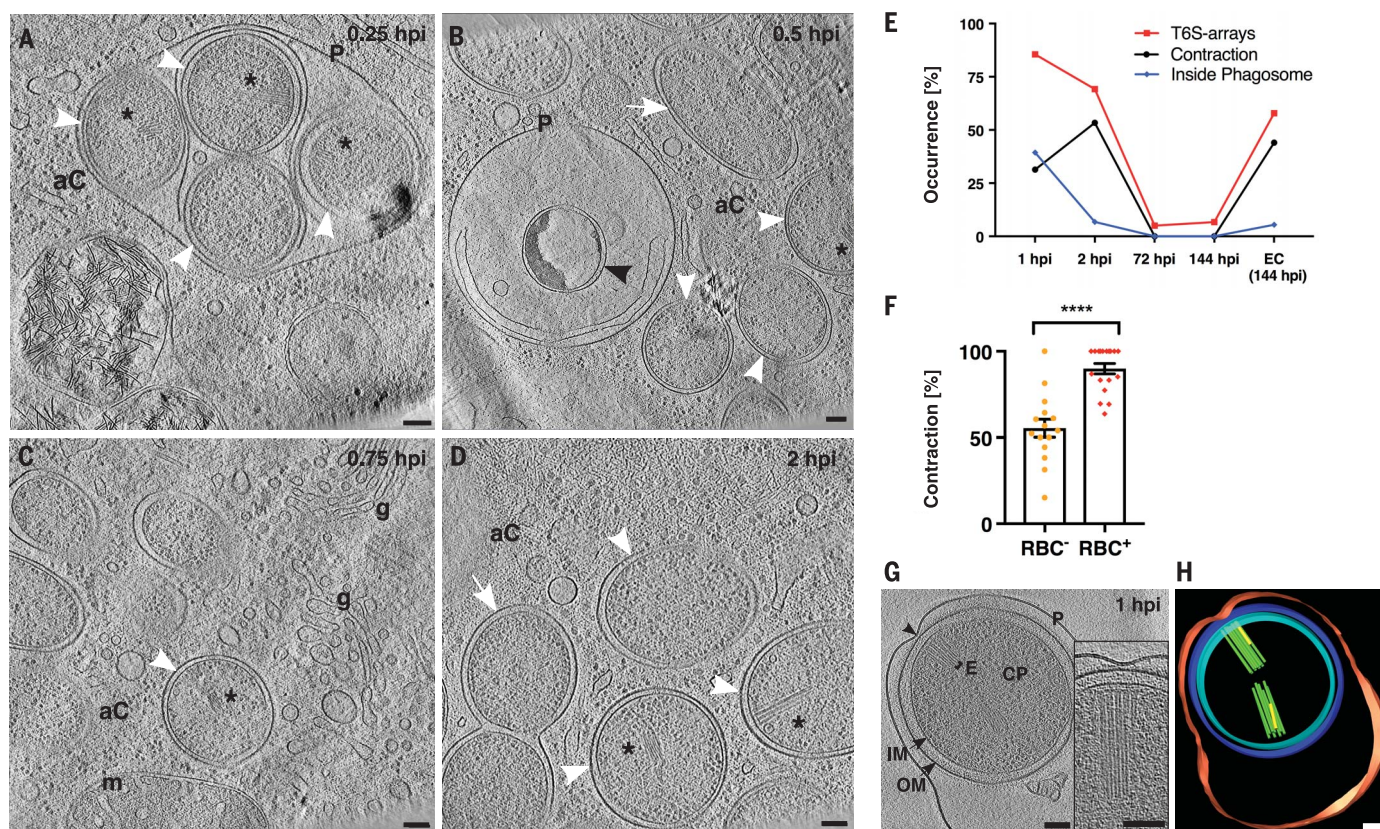 A
0.25 hpi
P
*
*
*
aC
B
0.5 hpi
P
aC
*
C
0.75 hpi
g
g
aC
*
m
D
2 hpi
aC
*
*
E
100
75
50
25
0
Occurrence [%]
T6S-arrays
Contraction
Inside Phagosome
1 hpi 2 hpi 72 hpi 144 hpi EC
(144 hpi)
F
****
100
50
0
Contraction [%]
RBC⁻ RBC⁺
G
1 hpi
P
E CP
IM
OM
H